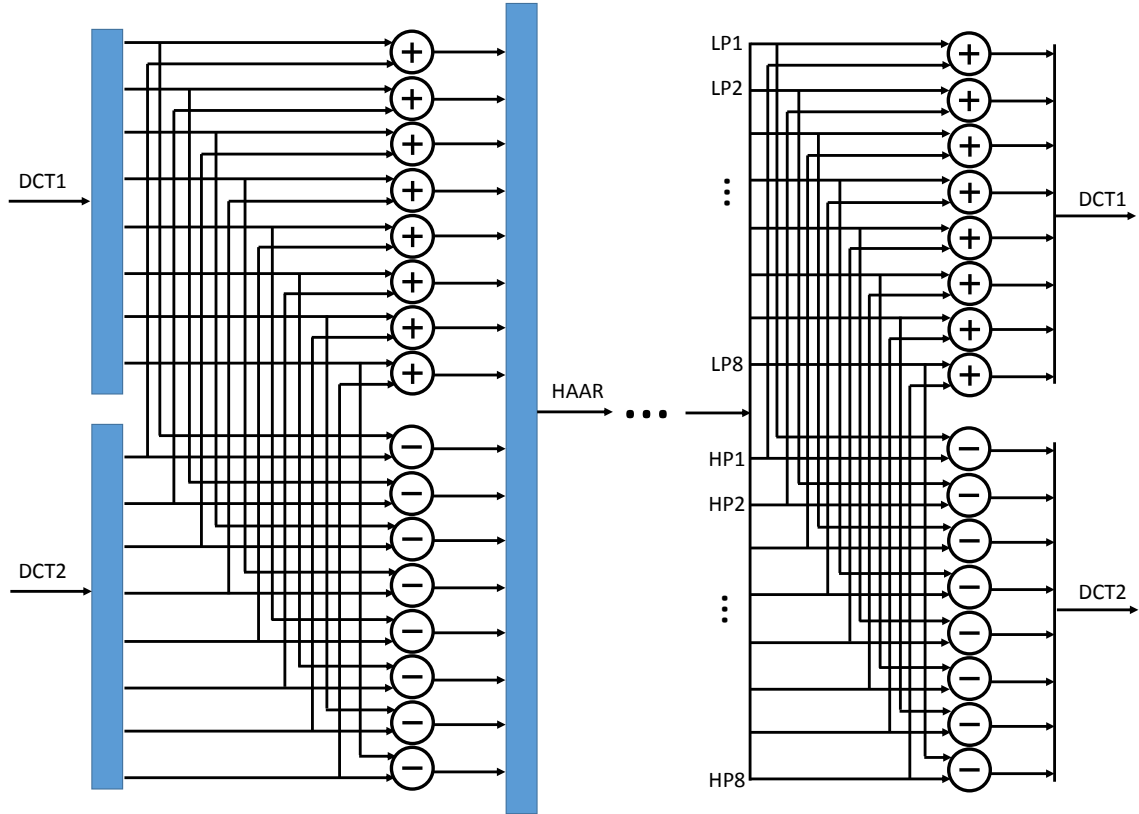 DCT1
DCT2
HAAR
...
LP1
LP2
...
LP8
HP1
HP2
...
HP8
DCT1
DCT2